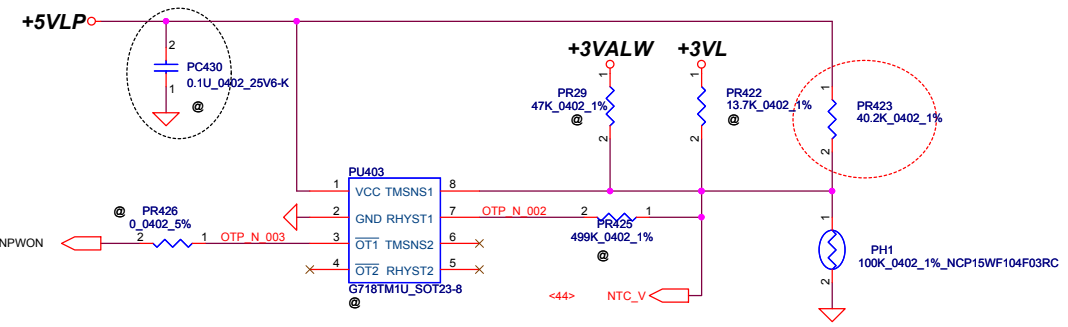 +5VLP
2
PC430
0.1U_0402_25V6-K
1
@
+3VALW
+3VL
1
PR29
47K_0402_1%
@
2
1
PR422
13.7K_0402_1%
@
2
1
PR423
40.2K_0402_1%
2
PU403
1 VCC TMSNS1 8
2 GND RHYST1 7
3 OT1 TMSNS2 6
4 OT2 RHYST2 5
G718TM1U_SOT23-8
@
@
PR426
0_0402_5%
NPWON
2
1
OTP_N_003
OTP_N_002
2
1
PR425
499K_0402_1%
@
<44>
NTC_V
1
PH1
100K_0402_1%_NCP15WF104F03RC
2